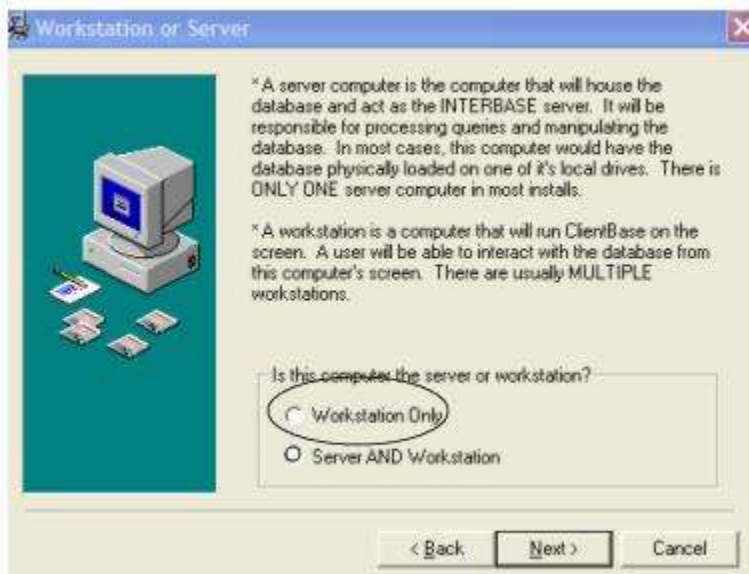 Workstation or Server
* A server computer is the computer that will house the
database and act as the INTERBASE server. It will be
responsible for processing queries and manipulating the
database. In most cases, this computer would have the
database physically loaded on one of it's local drives. There is
ONLY ONE server computer in most installs.
* A workstation is a computer that will run ClientBase on the
screen. A user will be able to interact with the database from
this computer's screen. There are usually MULTIPLE
workstations.
Is this computer the server or workstation?
Workstation Only
Server AND Workstation
< Back
Next >
Cancel